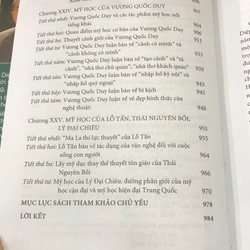 Chương XXIV. MỸ HỌC CỦA VƯƠNG QUỐC DUY
Tiết thứ nhất: Vương Quốc Duy và các tác phẩm mỹ học nổi
tiếng khác
Tiết thứ hai: Quan điểm mỹ học cơ bản của Vương Quốc Duy
Tiết thứ ba: Thuyết cảnh giới của Vương Quốc Duy
Tiết thứ tư: Vương Quốc Duy luận bàn về "cảnh có mình" và
"cảnh không có mình"
Tiết thứ năm: Vương Quốc Duy luận bàn về "tạo cảnh" và "tả
cảnh", "nhà thơ chủ quan" và "nhà thơ khách quan"
Tiết thứ sáu: Vương Quốc Duy luận bàn về "nhập hồ kỳ nội" và
"nhập hồ kỳ ngoại"
Tiết thứ bảy: Vương Quốc Duy luận bàn về bi kịch
Tiết thứ tám: Vương Quốc Duy luận bàn về vẻ đẹp hình thức của
nghệ thuật
Chương XXV. MỸ HỌC CỦA LỖ TẤN, THÁI NGUYÊN BỒI,
LÝ ĐẠI CHIÊU 955
Tiết thứ nhất: "Ma La thi lực thuyết" của Lỗ Tấn 955
Tiết thứ hai: Lỗ Tấn bàn về tác dụng của văn nghệ đối với cuộc
sống con người 963
Tiết thứ ba: Lấy mỹ dục thay thế thuyết tôn giáo của Thái
Nguyên Bồi 966
Tiết thứ tư: Mỹ học của Lý Đại Chiêu: đường phân giới của mỹ
học cận đại và mỹ học hiện đại Trung Quốc 970
MỤC LỤC SÁCH THAM KHẢO CHỦ YẾU 978
LỜI KẾT 984